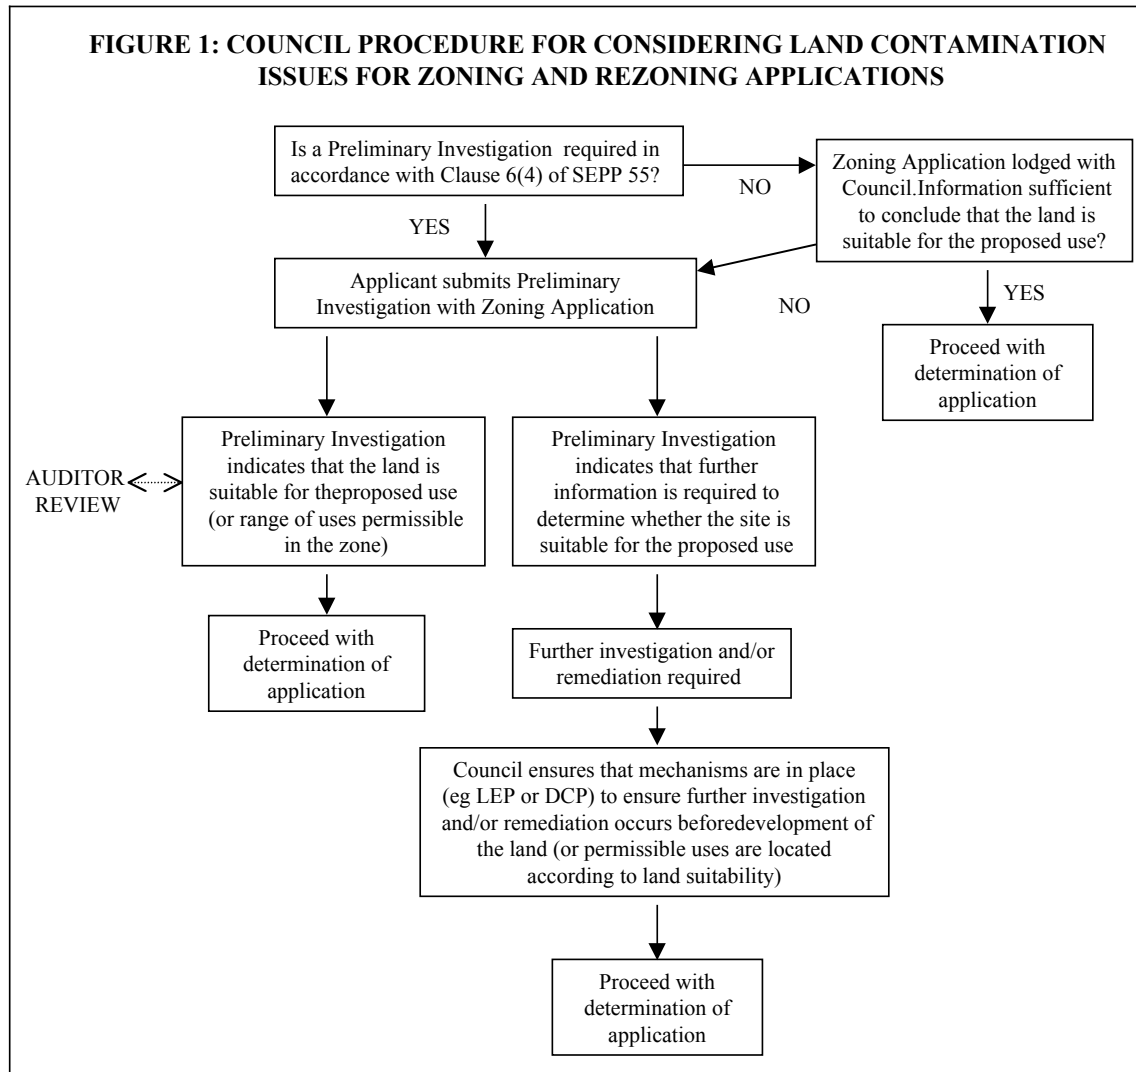 FIGURE 1: COUNCIL PROCEDURE FOR CONSIDERING LAND CONTAMINATION
ISSUES FOR ZONING AND REZONING APPLICATIONS
Is a Preliminary Investigation required in
accordance with Clause 6(4) of SEPP 55?
NO
Zoning Application lodged with
Council.Information sufficient
to conclude that the land is
suitable for the proposed use?
YES
Applicant submits Preliminary
Investigation with Zoning Application
NO
YES
Proceed with
determination of
application
AUDITOR
REVIEW
Preliminary Investigation
indicates that the land is
suitable for theproposed use
(or range of uses permissible
in the zone)
Preliminary Investigation
indicates that further
information is required to
determine whether the site is
suitable for the proposed use
Proceed with
determination of
application
Further investigation and/or
remediation required
Council ensures that mechanisms are in place
(eg LEP or DCP) to ensure further investigation
and/or remediation occurs beforedevelopment of
the land (or permissible uses are located
according to land suitability)
Proceed with
determination of
application